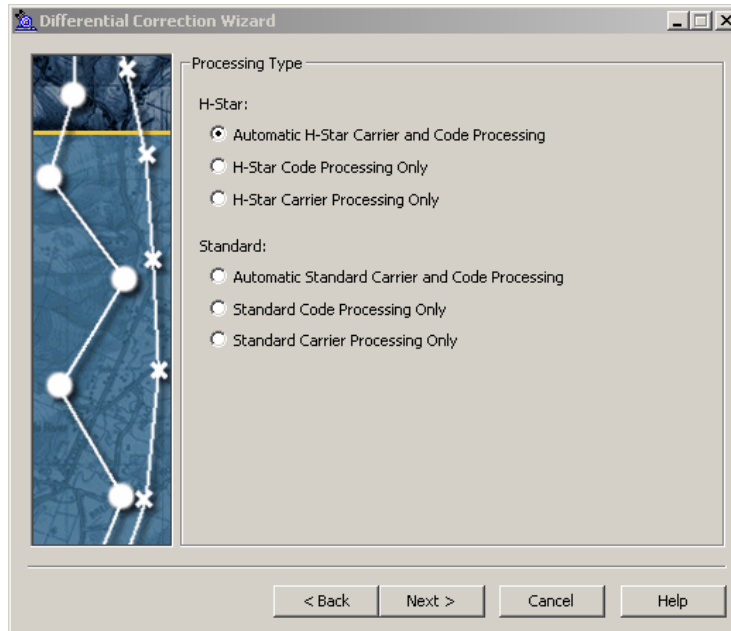 Differential Correction Wizard
Processing Type
H-Star:
Automatic H-Star Carrier and Code Processing
H-Star Code Processing Only
H-Star Carrier Processing Only
Standard:
Automatic Standard Carrier and Code Processing
Standard Code Processing Only
Standard Carrier Processing Only
< Back
Next >
Cancel
Help